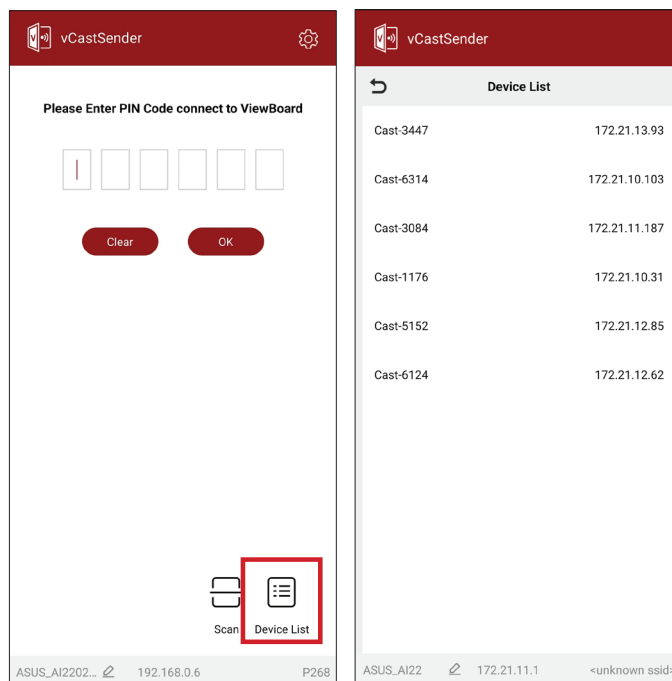 vCastSender
Please Enter PIN Code connect to ViewBoard
Clear
OK
Scan
Device List
ASUS_AI2202...
192.168.0.6
P268
vCastSender
Device List
Cast-3447
172.21.13.93
Cast-6314
172.21.10.103
Cast-3084
172.21.11.187
Cast-1176
172.21.10.31
Cast-5152
172.21.12.85
Cast-6124
172.21.12.62
ASUS_AI22
172.21.11.1
<unknown ssid>